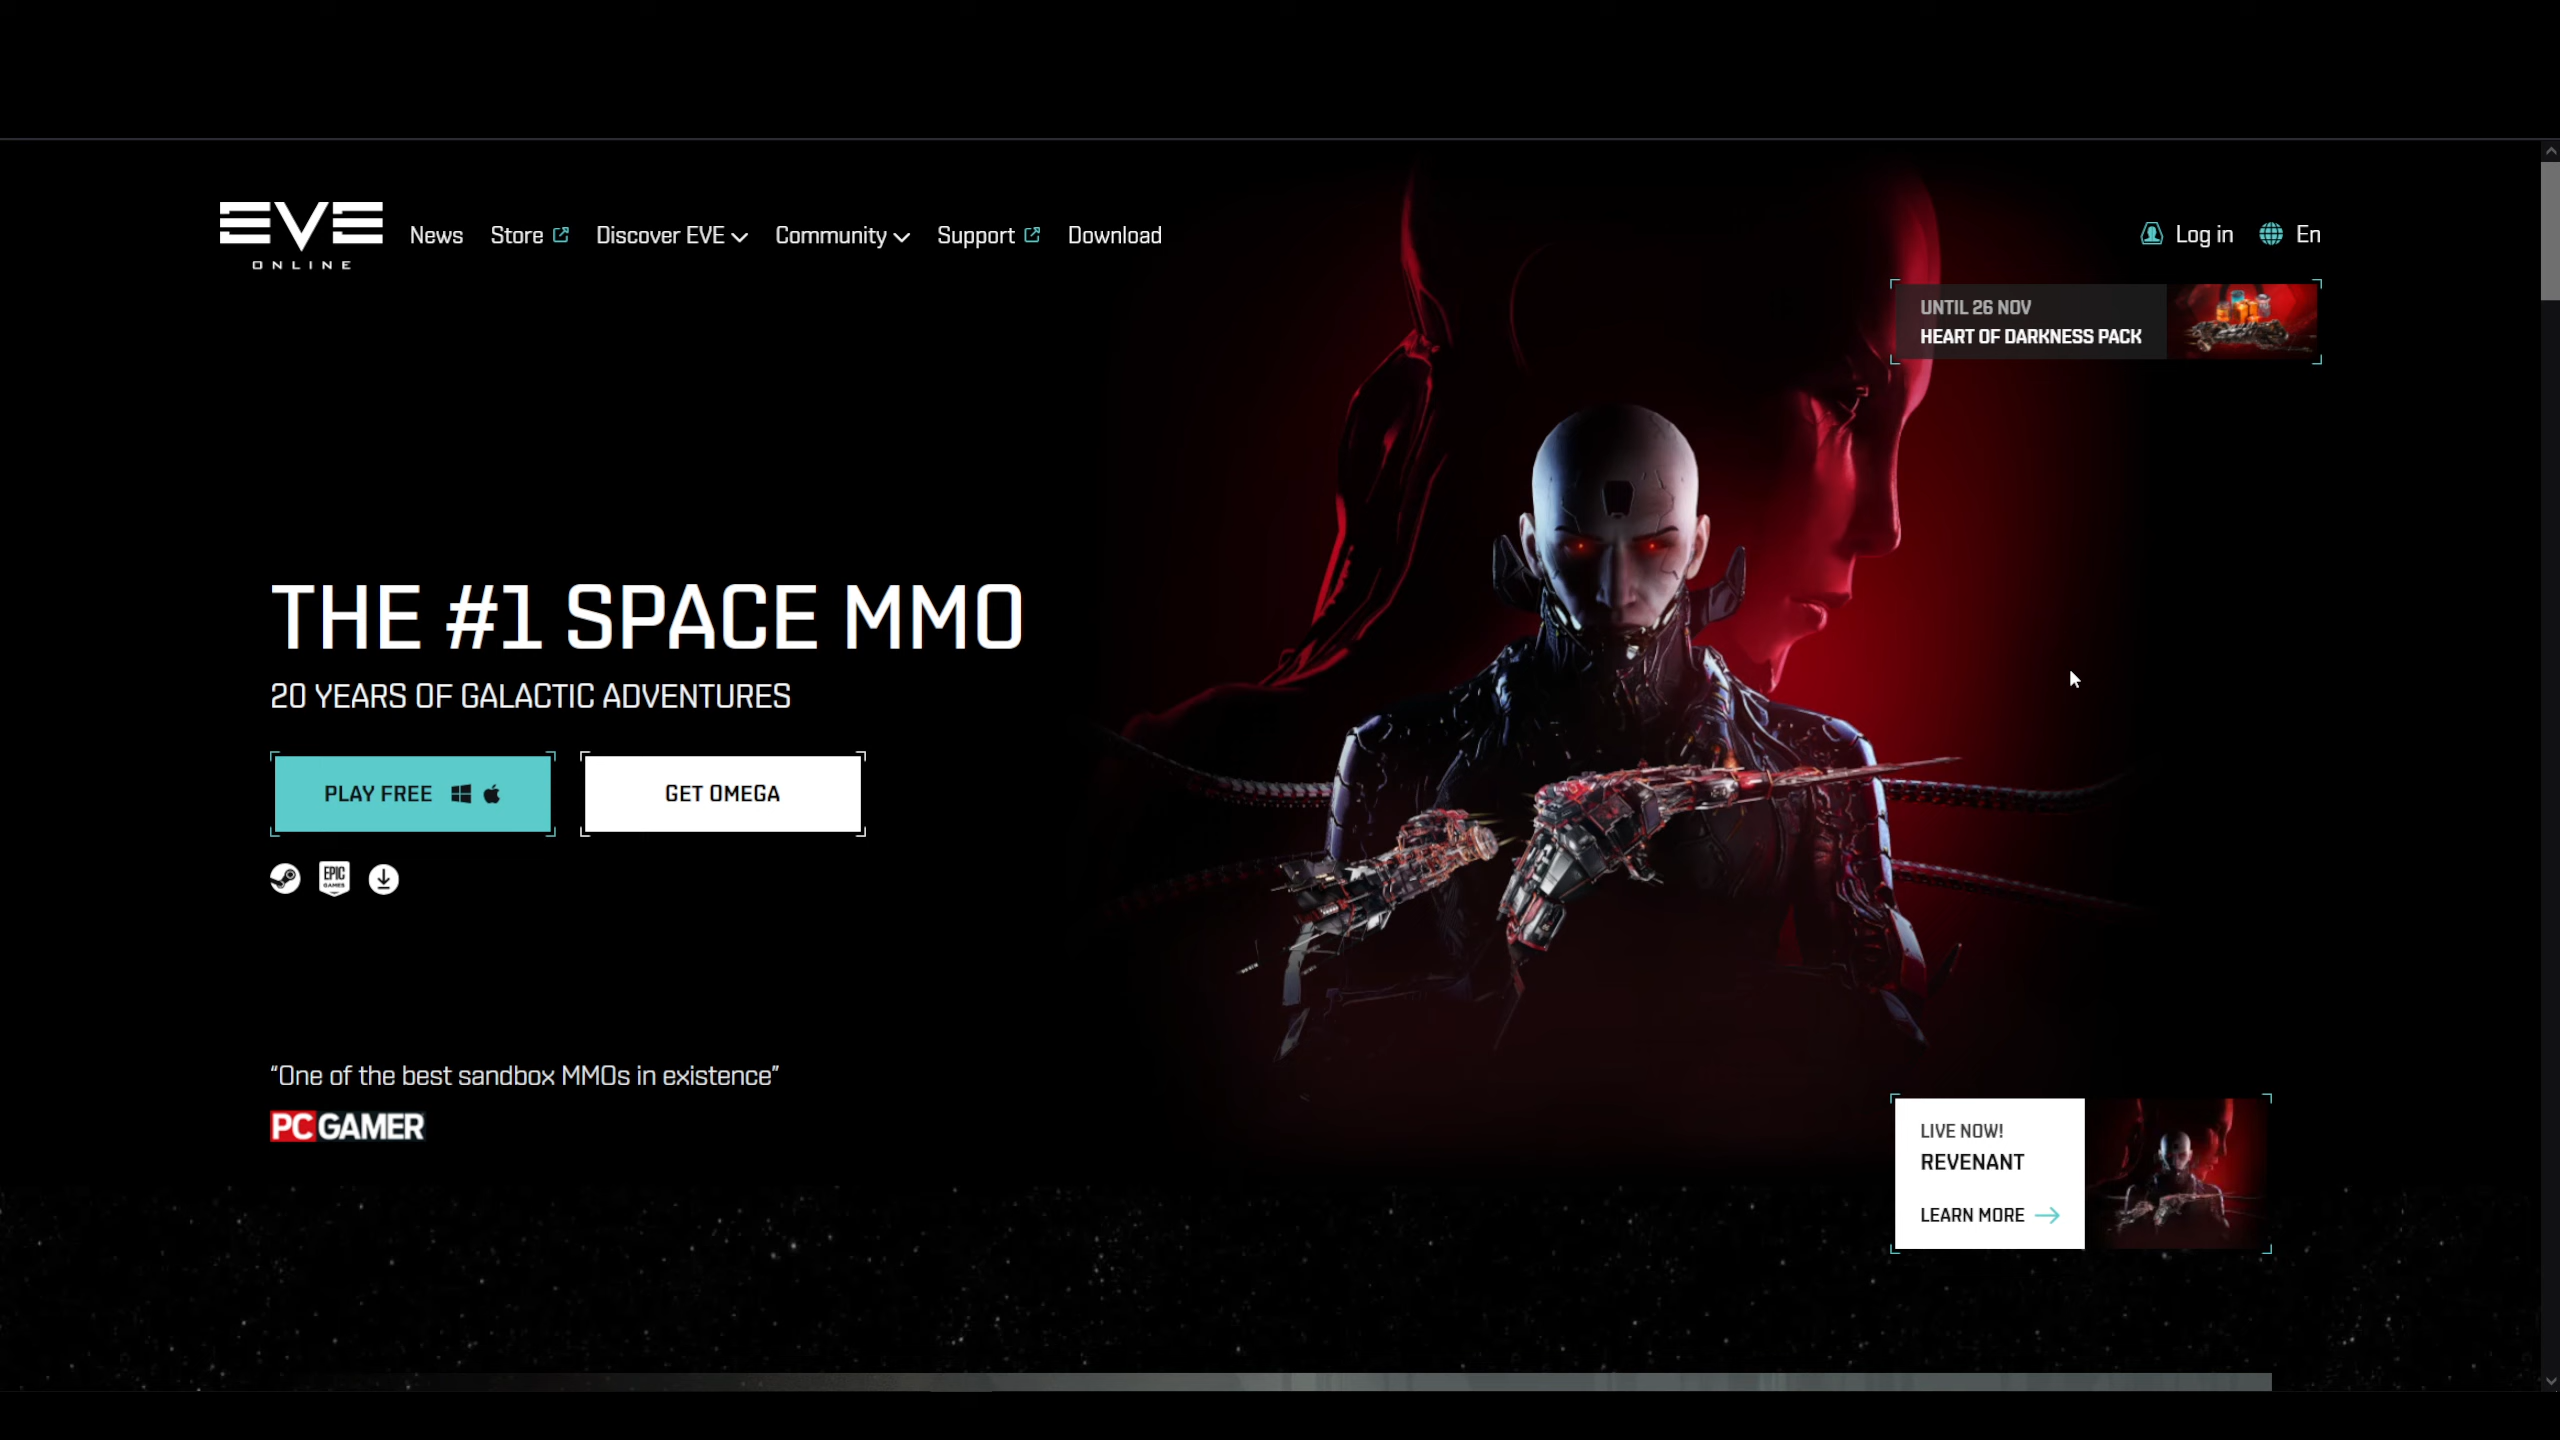 EVE
ONLINE
News
Store
Discover EVE
Community
Support
Download
Log in
En
UNTIL 26 NOV
HEART OF DARKNESS PACK
THE #1 SPACE MMO
20 YEARS OF GALACTIC ADVENTURES
PLAY FREE
GET OMEGA
EPIC
GAMES
“One of the best sandbox MMOs in existence”
PC GAMER
LIVE NOW!
REVENANT
LEARN MORE